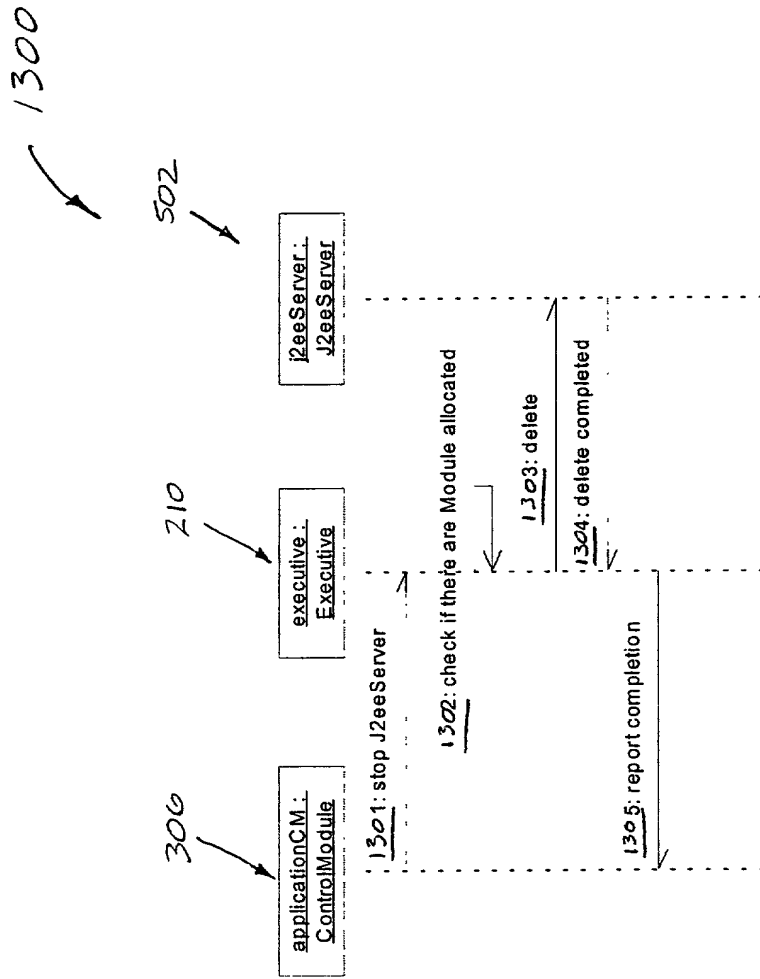 1300
306
210
502
applicationCM :
ControlModule
executive :
Executive
j2eeServer :
J2eeServer
1301: stop J2eeServer
1302: check if there are Module allocated
1303: delete
1304: delete completed
1305: report completion